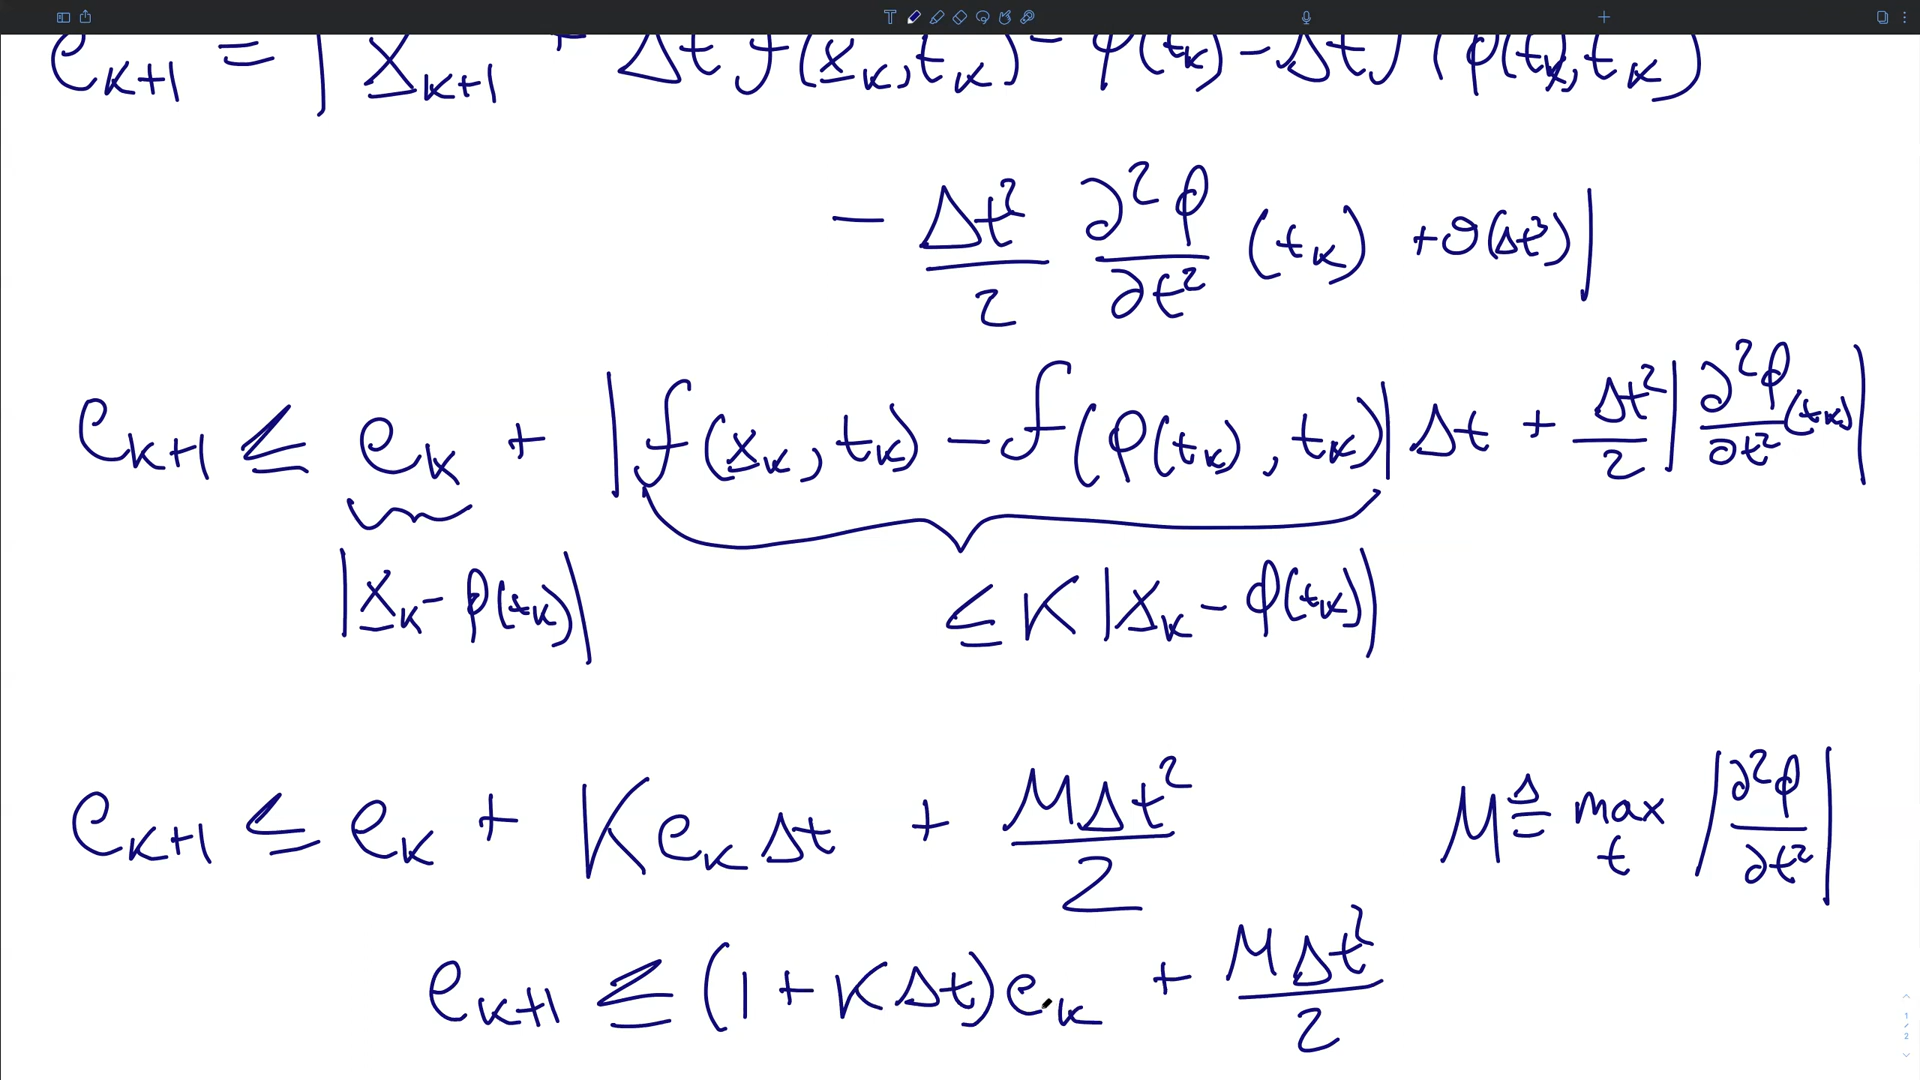 e_{k+1} = | x_{k+1} + Δt f(x_k, t_k) - φ(t_k) - Δt f(φ(t_k), t_k)
- Δt²/2 ∂²φ/∂t² (t_k) + O(Δt³) |
e_{k+1} ≤ e_k + | f(x_k, t_k) - f(φ(t_k), t_k) | Δt + Δt²/2 | ∂²φ/∂t² (t_k) |
| x_k - φ(t_k) | ≤ K | x_k - φ(t_k) |
e_{k+1} ≤ e_k + K e_k Δt + MΔt²/2 M ≜ max_t | ∂²φ/∂t² |
e_{k+1} ≤ (1 + KΔt) e_k + MΔt²/2
1
/
2